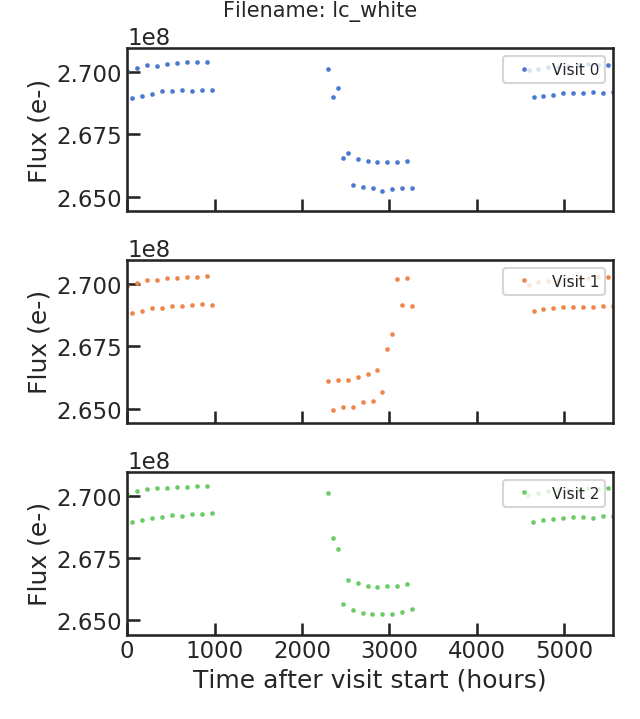 Filename: lc_white
1e8
2.700
2.675
2.650
Flux (e-)
Visit 0
1e8
2.700
2.675
2.650
Flux (e-)
Visit 1
1e8
2.700
2.675
2.650
Flux (e-)
Visit 2
0 1000 2000 3000 4000 5000
Time after visit start (hours)